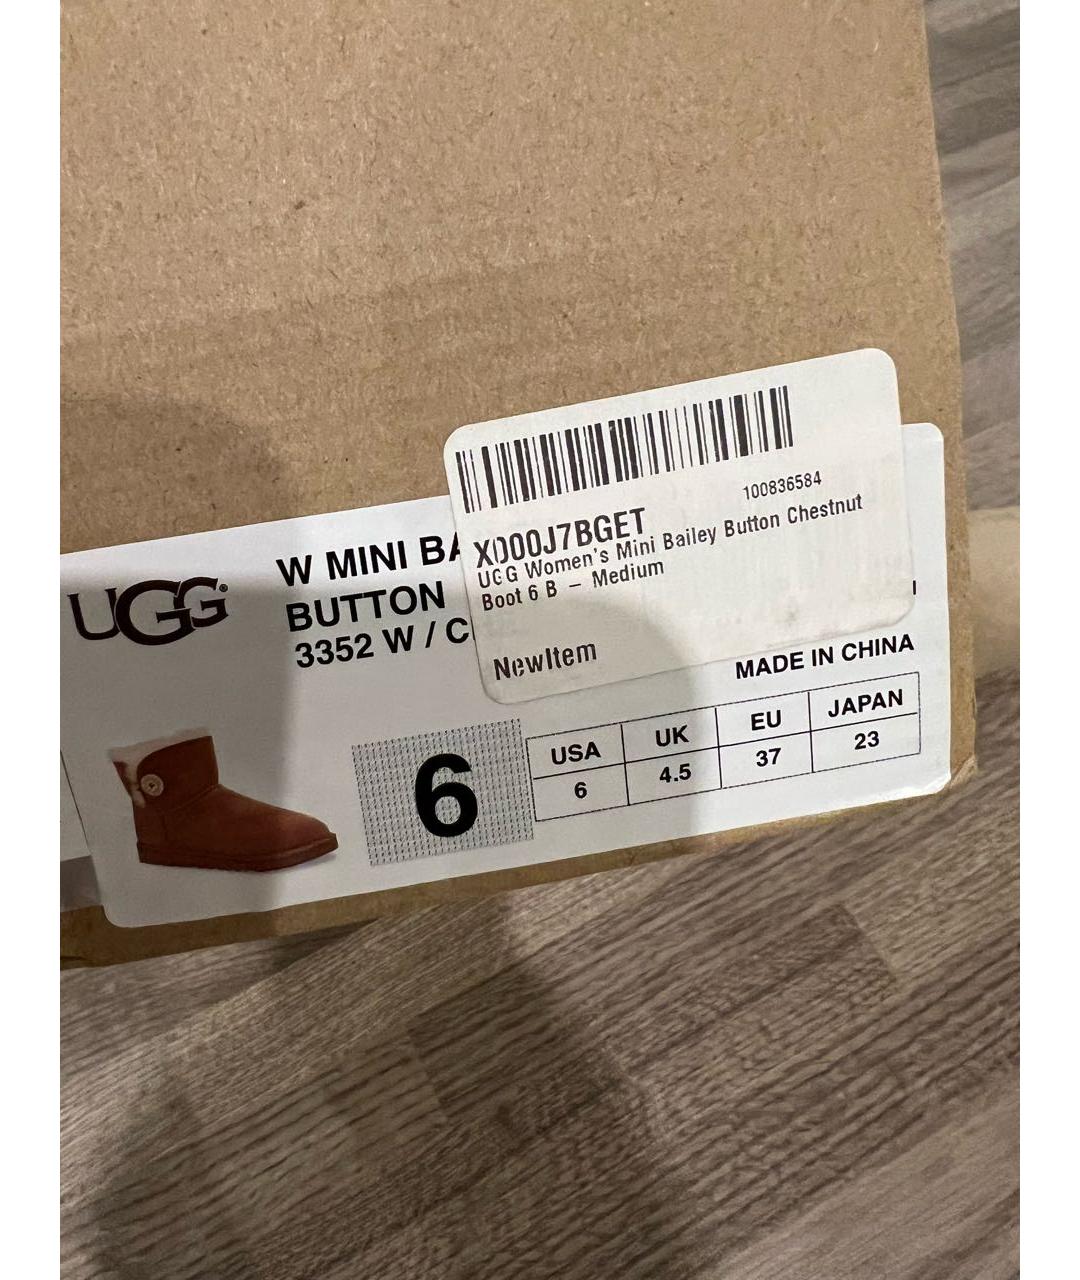 X000J7BGET
100836584
UGG Women's Mini Bailey Button Chestnut
Boot 6 B – Medium
NewItem
UGG®
W MINI BA
BUTTON
3352 W / C
MADE IN CHINA
6
USA UK EU JAPAN
6 4.5 37 23